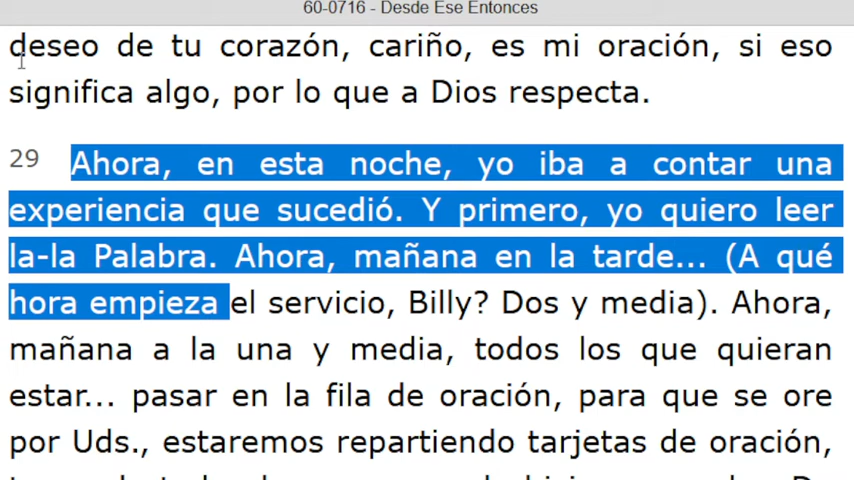 60-0716 - Desde Ese Entonces
deseo de tu corazón, cariño, es mi oración, si eso
significa algo, por lo que a Dios respecta.
29 Ahora, en esta noche, yo iba a contar una
experiencia que sucedió. Y primero, yo quiero leer
la-la Palabra. Ahora, mañana en la tarde... (A qué
hora empieza el servicio, Billy? Dos y media). Ahora,
mañana a la una y media, todos los que quieran
estar... pasar en la fila de oración, para que se ore
por Uds., estaremos repartiendo tarjetas de oración,